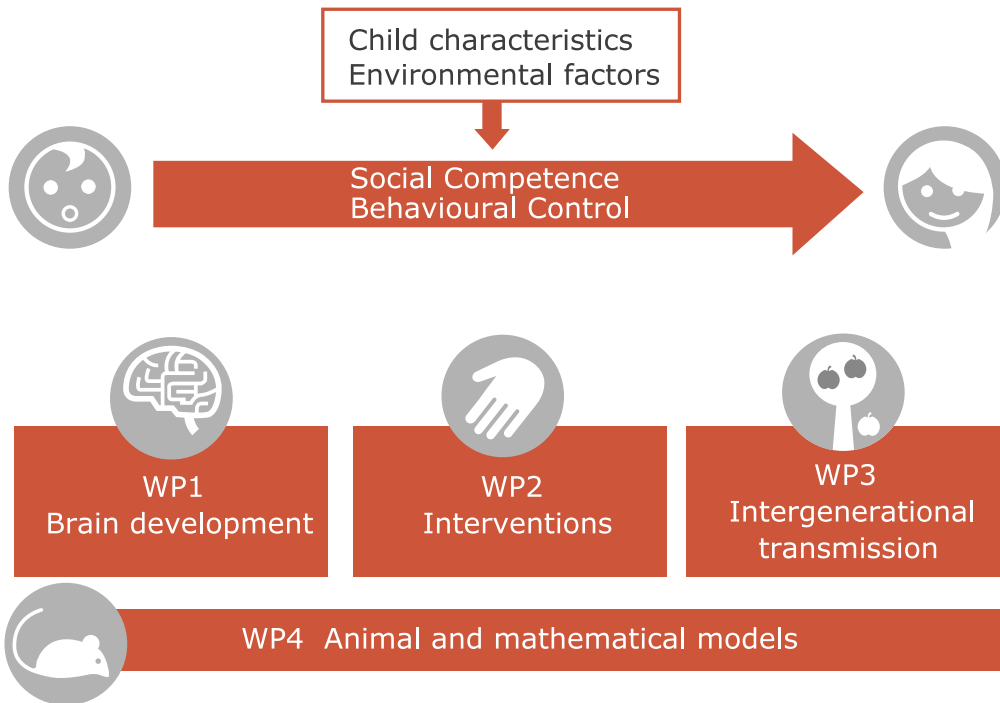 Child characteristics
Environmental factors
Social Competence
Behavioural Control
WP1
Brain development
WP2
Interventions
WP3
Intergenerational
transmission
WP4 Animal and mathematical models